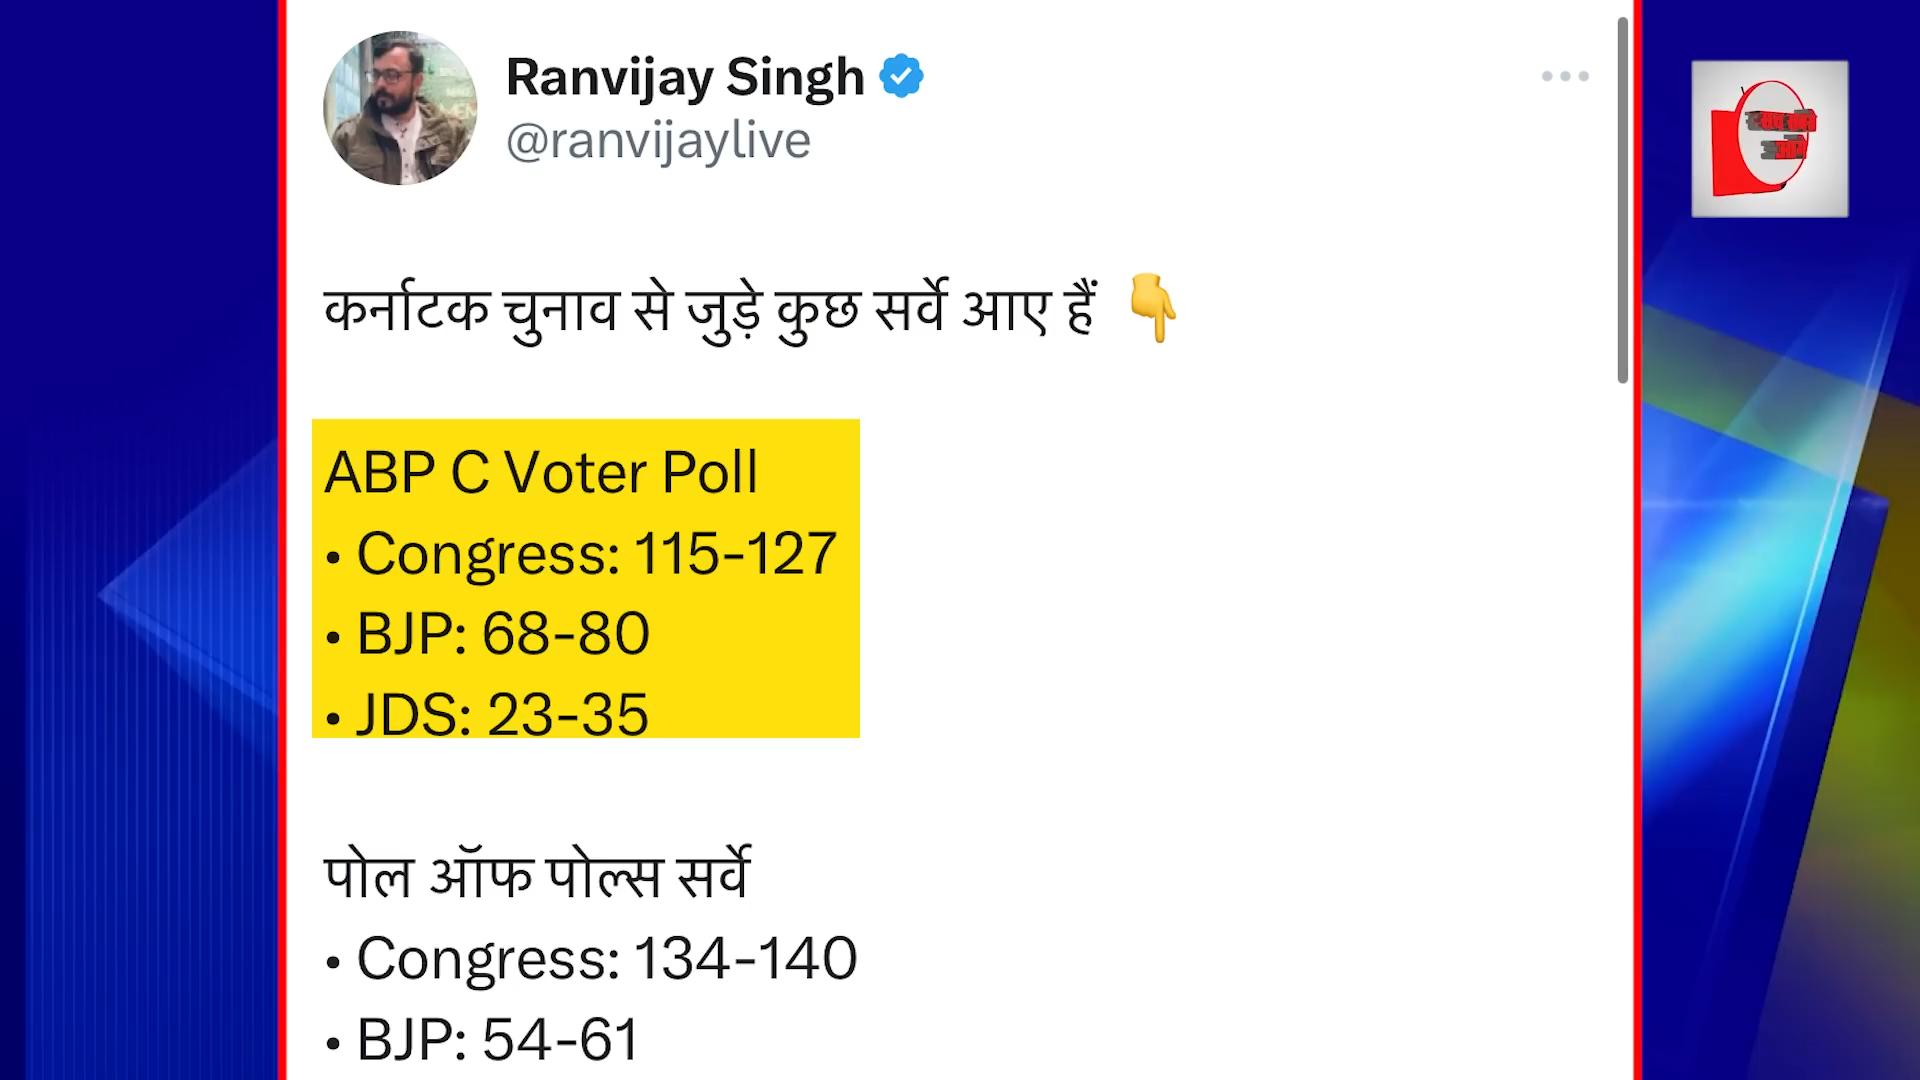 Ranvijay Singh
@ranvijaylive
कर्नाटक चुनाव से जुड़े कुछ सर्वे आए हैं 👇
ABP C Voter Poll
• Congress: 115-127
• BJP: 68-80
• JDS: 23-35
पोल ऑफ पोल्स सर्वे
• Congress: 134-140
• BJP: 54-61